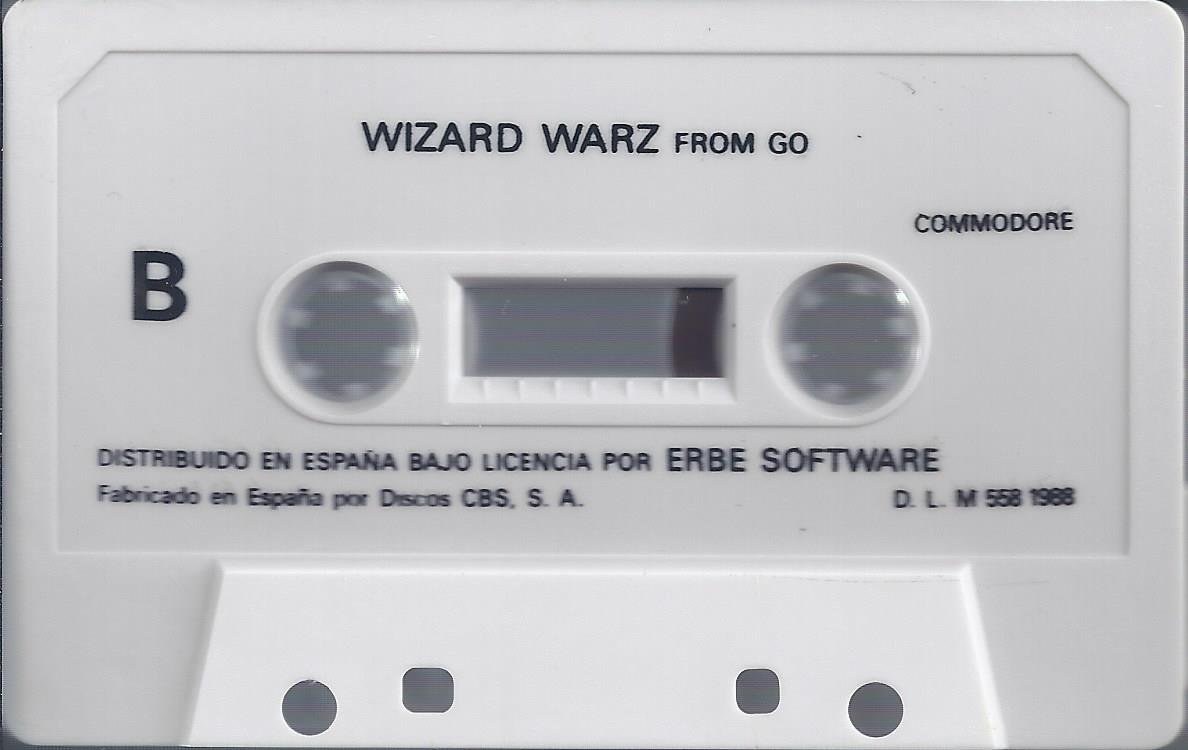 WIZARD WARZ FROM GO
COMMODORE
B
DISTRIBUIDO EN ESPAÑA BAJO LICENCIA POR ERBE SOFTWARE
Fabricado en España por Discos CBS, S. A. D. L. M 558 1988